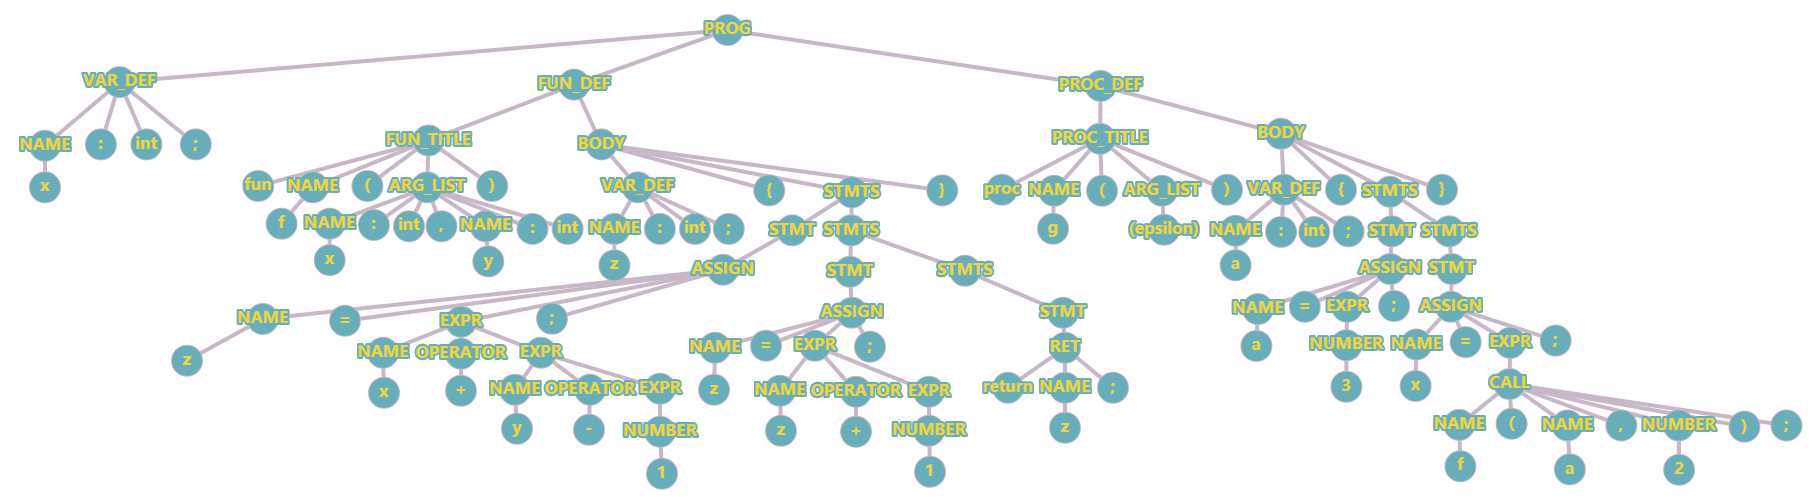 PROG
VAR_DEF FUN_DEF PROC_DEF
NAME : int ; FUN_TITLE BODY PROC_TITLE BODY
x fun NAME ( ARG_LIST ) VAR_DEF { STMTS } proc NAME ( ARG_LIST ) VAR_DEF { STMTS }
f NAME : int , NAME : int NAME : int ; STMT STMTS g (epsilon) NAME : int ; STMT STMTS
x y z ASSIGN STMT STMTS a ASSIGN STMT
NAME = EXPR ; ASSIGN STMT NAME = EXPR ; ASSIGN
z NAME OPERATOR EXPR NAME = EXPR ; RET a NUMBER NAME = EXPR ;
x + NAME OPERATOR EXPR z NAME OPERATOR EXPR return NAME ; 3 x CALL
y - NUMBER z + NUMBER z NAME ( NAME , NUMBER ) ;
1 1 f a 2